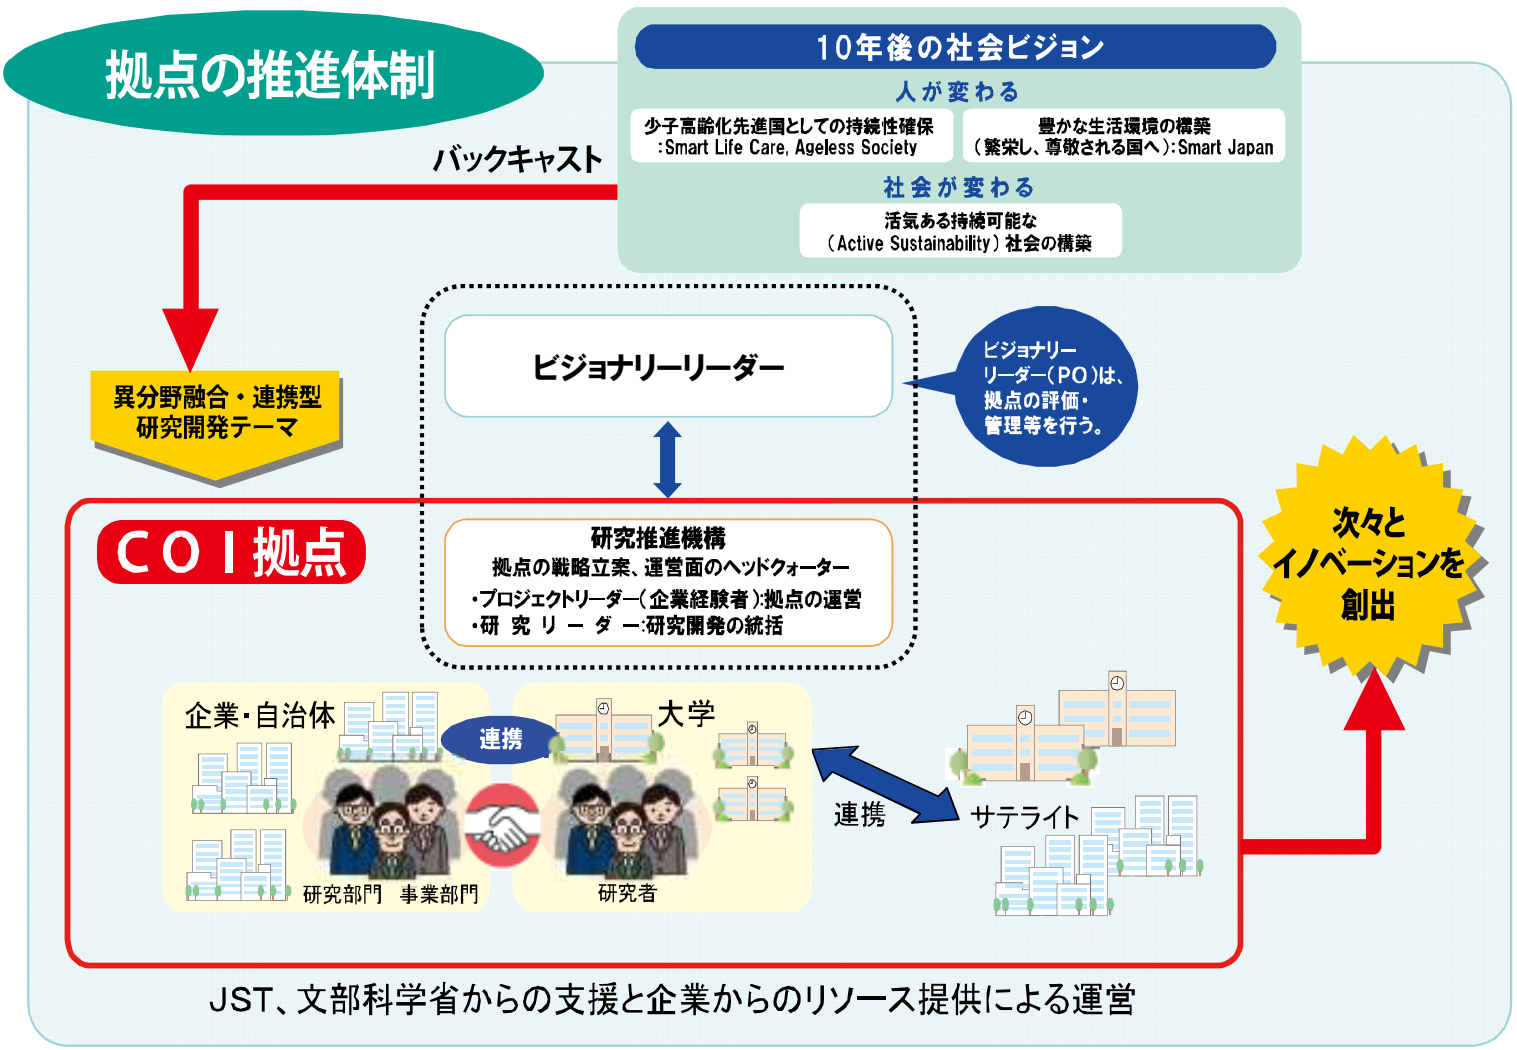 拠点の推進体制
10年後の社会ビジョン
人が変わる
少子高齢化先進国としての持続性確保
:Smart Life Care, Ageless Society
豊かな生活環境の構築
(繁栄し、尊敬される国へ):Smart Japan
社会が変わる
活気ある持続可能な
(Active Sustainability) 社会の構築
バックキャスト
異分野融合・連携型
研究開発テーマ
ビジョナリーリーダー
ビジョナリー
リーダー(PO)は、
拠点の評価・
管理等を行う。
COI拠点
研究推進機構
拠点の戦略立案、運営面のヘッドクォーター
・プロジェクトリーダー(企業経験者):拠点の運営
・研究リーダー:研究開発の統括
次々と
イノベーションを
創出
企業・自治体
連携
大学
研究部門 事業部門
研究者
連携
サテライト
JST、文部科学省からの支援と企業からのリソース提供による運営